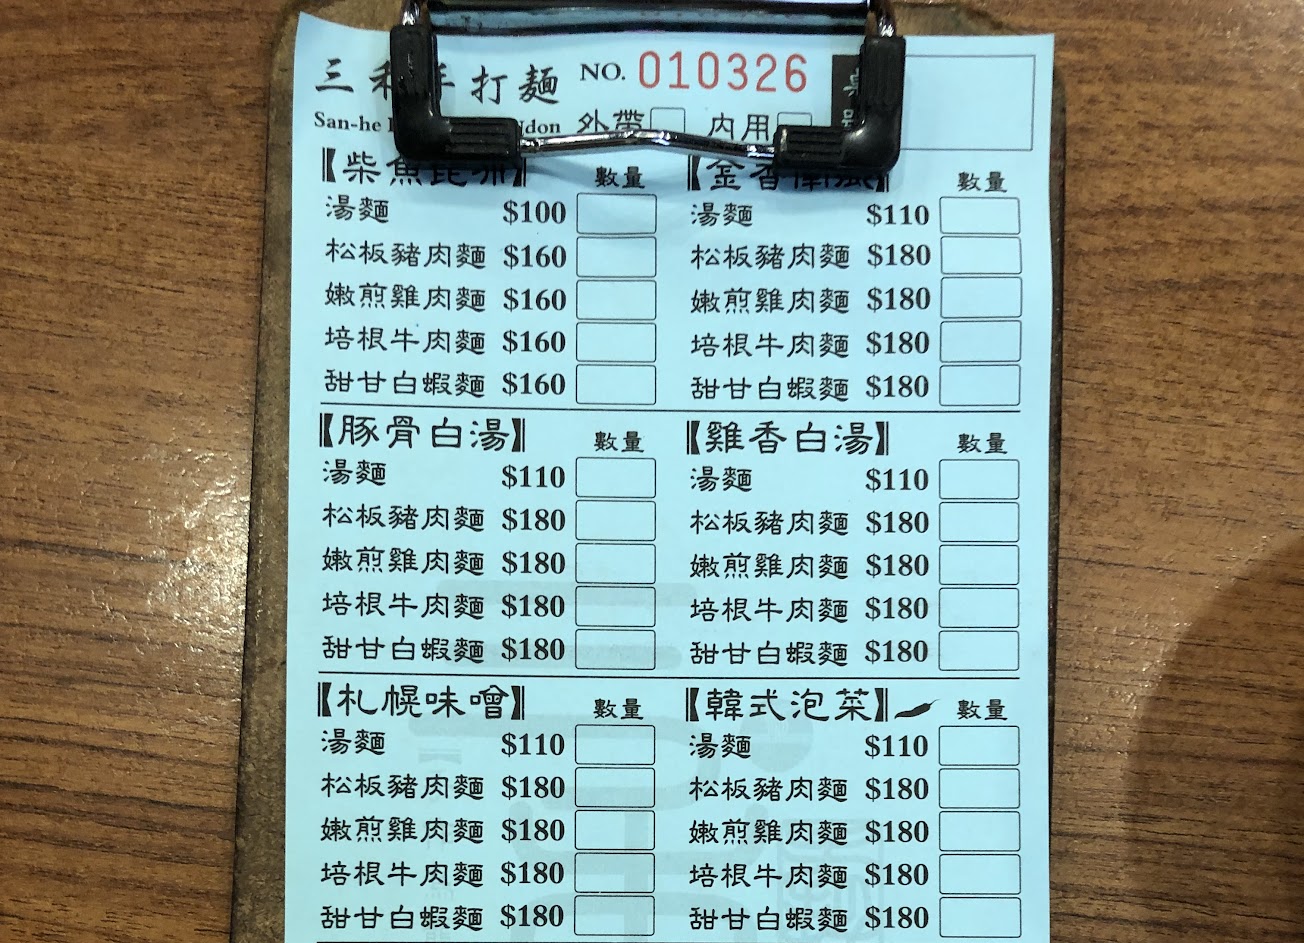 三和手打麵 NO. 010326
San-he Udon 外帶 內用
【柴魚昆布】 數量
湯麵 $100
松板豬肉麵 $160
嫩煎雞肉麵 $160
培根牛肉麵 $160
甜甘白蝦麵 $160
【金香 數量
湯麵 $110
松板豬肉麵 $180
嫩煎雞肉麵 $180
培根牛肉麵 $180
甜甘白蝦麵 $180
【豚骨白湯】 數量
湯麵 $110
松板豬肉麵 $180
嫩煎雞肉麵 $180
培根牛肉麵 $180
甜甘白蝦麵 $180
【雞香白湯】 數量
湯麵 $110
松板豬肉麵 $180
嫩煎雞肉麵 $180
培根牛肉麵 $180
甜甘白蝦麵 $180
【札幌味噌】 數量
湯麵 $110
松板豬肉麵 $180
嫩煎雞肉麵 $180
培根牛肉麵 $180
甜甘白蝦麵 $180
【韓式泡菜】 數量
湯麵 $110
松板豬肉麵 $180
嫩煎雞肉麵 $180
培根牛肉麵 $180
甜甘白蝦麵 $180